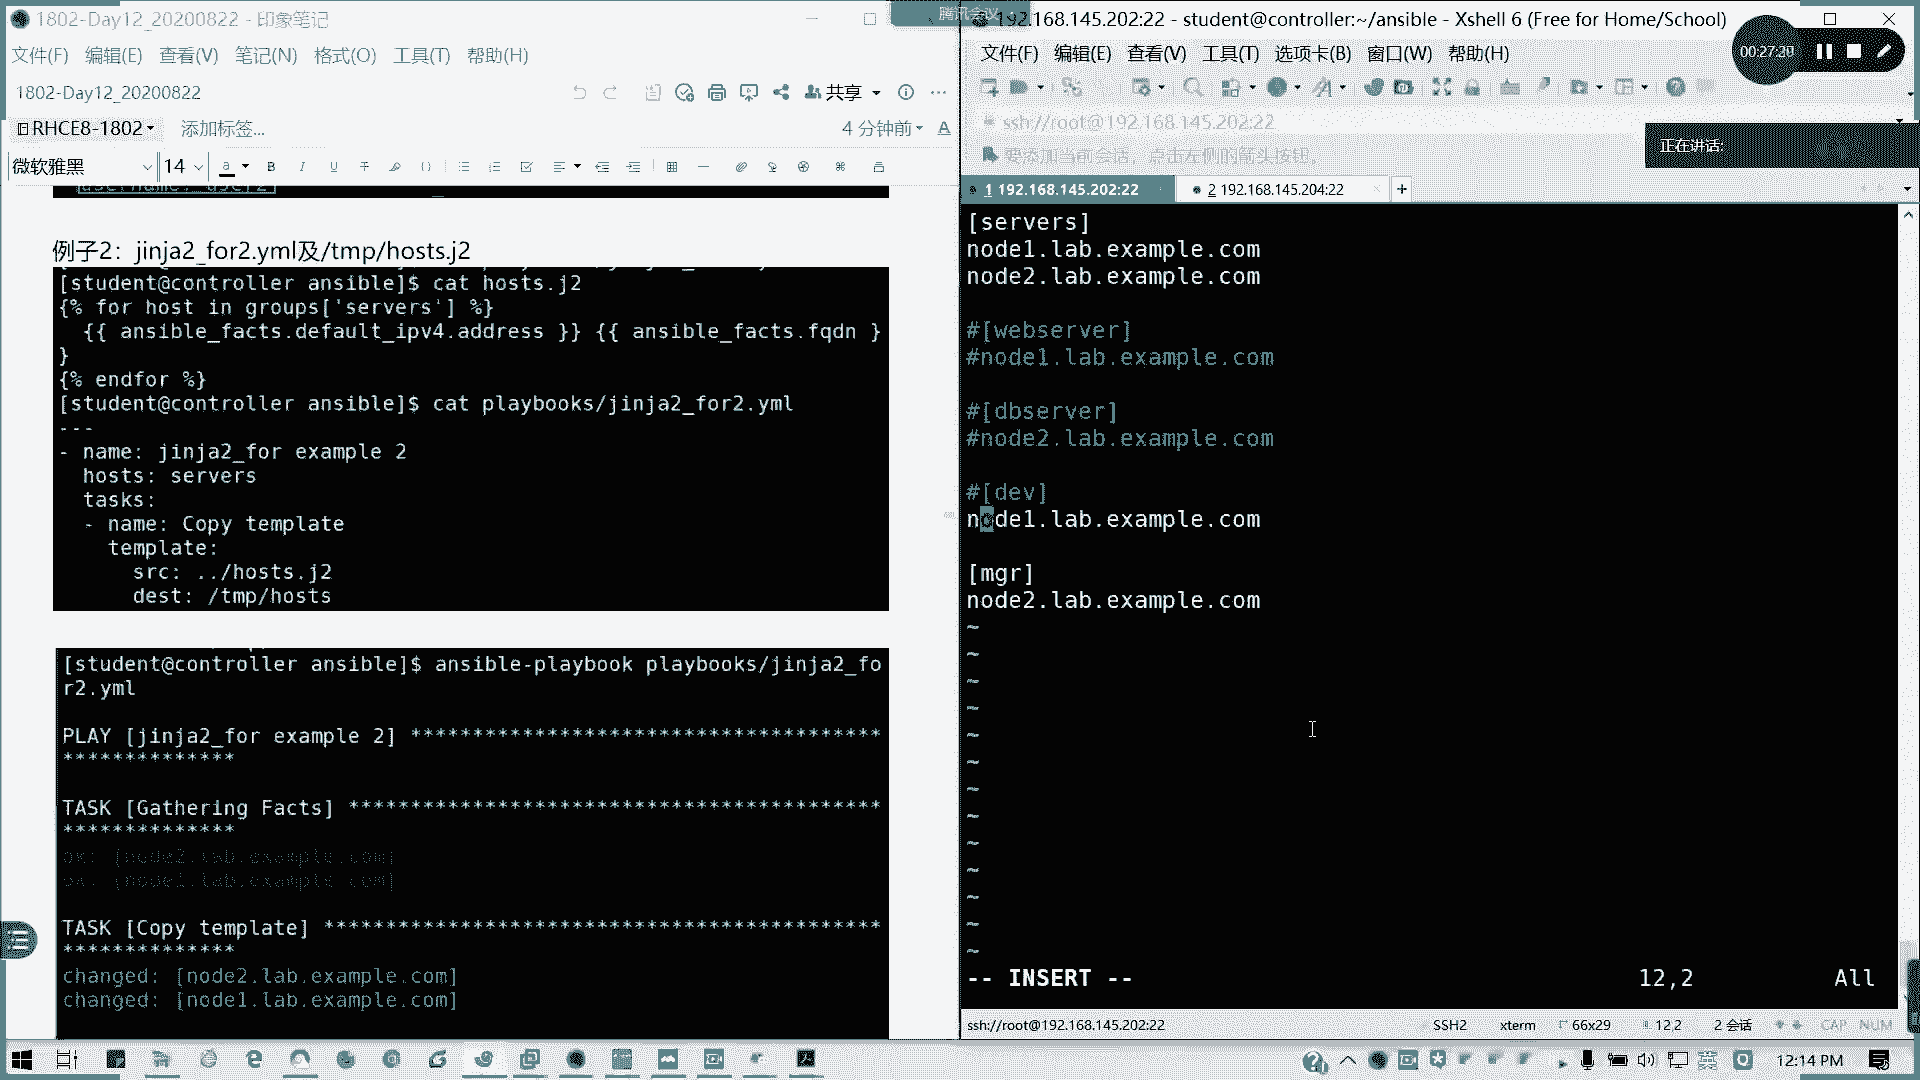 1802-Day12_20200822 - 印象笔记
文件(F) 编辑(E) 查看(V) 笔记(N) 格式(O) 工具(T) 帮助(H)
1802-Day12_20200822
共享
RHCE8-1802
添加标签...
4 分钟前
微软雅黑
14
username: user2
例子2：jinja2_for2.yml及/tmp/hosts.j2
[student@controller ansible]$ cat hosts.j2
{% for host in groups['servers'] %}
{{ ansible_facts.default_ipv4.address }} {{ ansible_facts.fqdn }
}
{% endfor %}
[student@controller ansible]$ cat playbooks/jinja2_for2.yml
---
- name: jinja2_for example 2
hosts: servers
tasks:
- name: Copy template
template:
src: ../hosts.j2
dest: /tmp/hosts
[student@controller ansible]$ ansible-playbook playbooks/jinja2_fo
r2.yml
PLAY [jinja2_for example 2] **************************************
**************
TASK [Gathering Facts] *******************************************
**************
ok: [node2.lab.example.com]
ok: [node1.lab.example.com]
TASK [Copy template] *********************************************
**************
changed: [node2.lab.example.com]
changed: [node1.lab.example.com]
腾讯会议
192.168.145.202:22 - student@controller:~/ansible - Xshell 6 (Free for Home/School)
文件(F) 编辑(E) 查看(V) 工具(T) 选项卡(B) 窗口(W) 帮助(H)
00:27:20
ssh://root@192.168.145.202:22
要添加当前会话，点击左侧的箭头按钮。
正在讲话:
1 192.168.145.202:22
2 192.168.145.204:22
[servers]
node1.lab.example.com
node2.lab.example.com
#[webserver]
#node1.lab.example.com
#[dbserver]
#node2.lab.example.com
#[dev]
node1.lab.example.com
[mgr]
node2.lab.example.com
~
~
~
~
~
~
~
~
~
~
~
~
~
-- INSERT -- 12,2 All
ssh://root@192.168.145.202:22 SSH2 xterm 66x29 12,2 2 会话 CAP NUM
英
12:14 PM